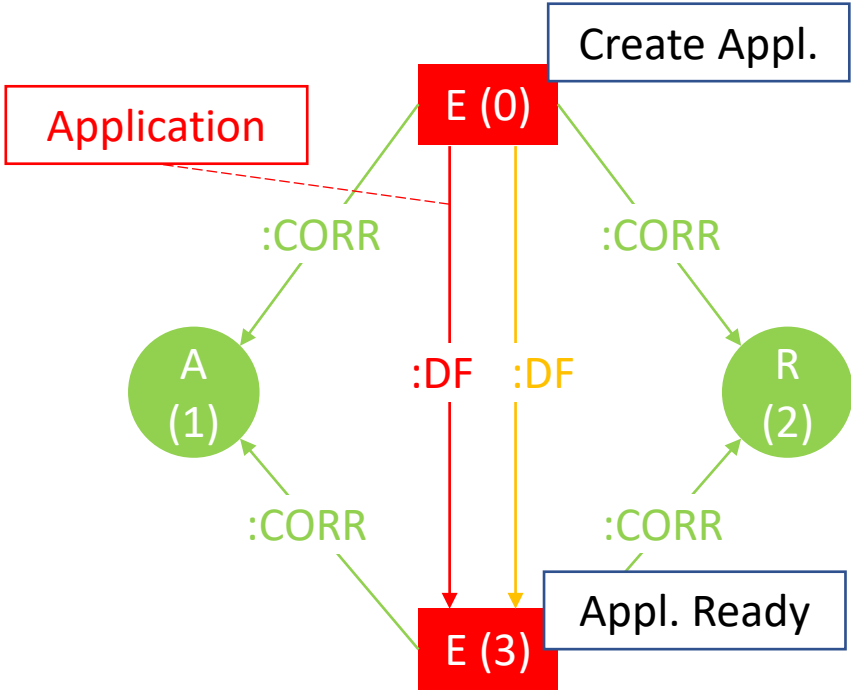 Create Appl.
E (0)
Application
:CORR
:CORR
A
(1)
:DF
:DF
R
(2)
:CORR
:CORR
Appl. Ready
E (3)